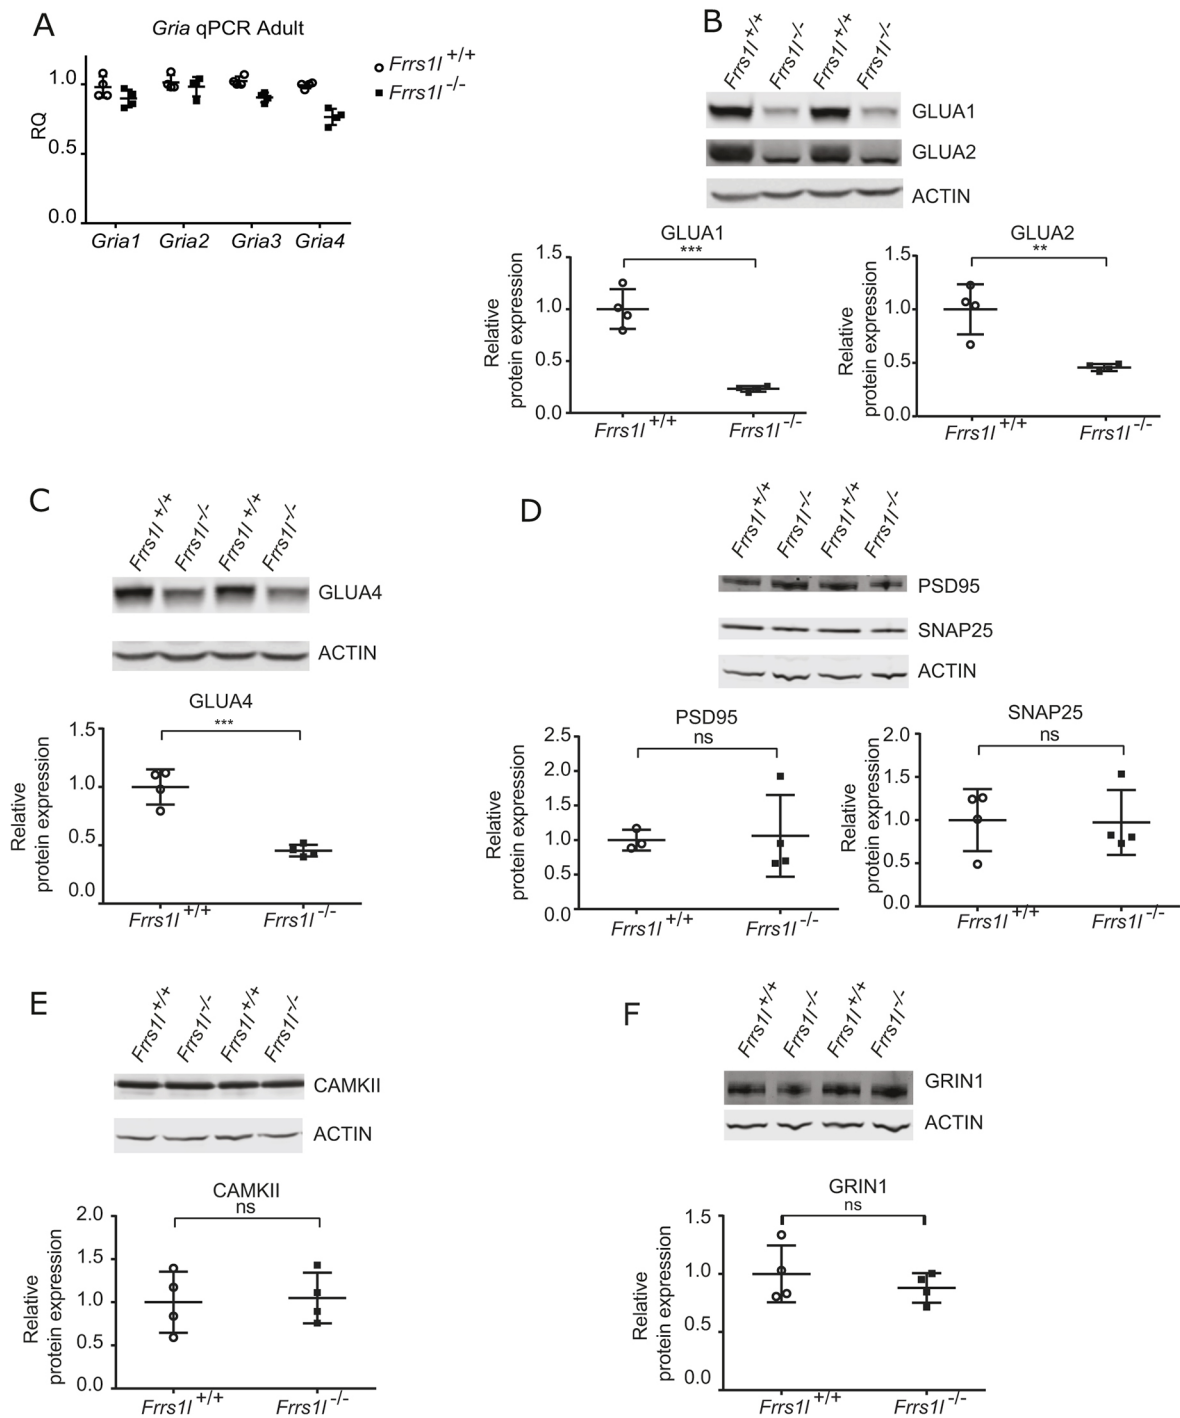 A
Gria qPCR Adult
Frrs1l +/+
Frrs1l -/-
RQ
1.0
0.5
0.0
Gria1 Gria2 Gria3 Gria4
B
Frrs1l +/+ Frrs1l -/- Frrs1l +/+ Frrs1l -/-
GLUA1
GLUA2
ACTIN
GLUA1
***
Relative
protein expression
1.5
1.0
0.5
0.0
Frrs1l +/+ Frrs1l -/-
GLUA2
**
Relative
protein expression
1.5
1.0
0.5
0.0
Frrs1l +/+ Frrs1l -/-
C
Frrs1l +/+ Frrs1l -/- Frrs1l +/+ Frrs1l -/-
GLUA4
ACTIN
GLUA4
***
Relative
protein expression
1.5
1.0
0.5
0.0
Frrs1l +/+ Frrs1l -/-
D
Frrs1l +/+ Frrs1l -/- Frrs1l +/+ Frrs1l -/-
PSD95
SNAP25
ACTIN
PSD95
ns
Relative
protein expression
2.5
2.0
1.5
1.0
0.5
0.0
Frrs1l +/+ Frrs1l -/-
SNAP25
ns
Relative
protein expression
2.0
1.5
1.0
0.5
0.0
Frrs1l +/+ Frrs1l -/-
E
Frrs1l +/+ Frrs1l -/- Frrs1l +/+ Frrs1l -/-
CAMKII
ACTIN
CAMKII
ns
Relative
protein expression
2.0
1.5
1.0
0.5
0.0
Frrs1l +/+ Frrs1l -/-
F
Frrs1l +/+ Frrs1l -/- Frrs1l +/+ Frrs1l -/-
GRIN1
ACTIN
GRIN1
ns
Relative
protein expression
1.5
1.0
0.5
0.0
Frrs1l +/+ Frrs1l -/-